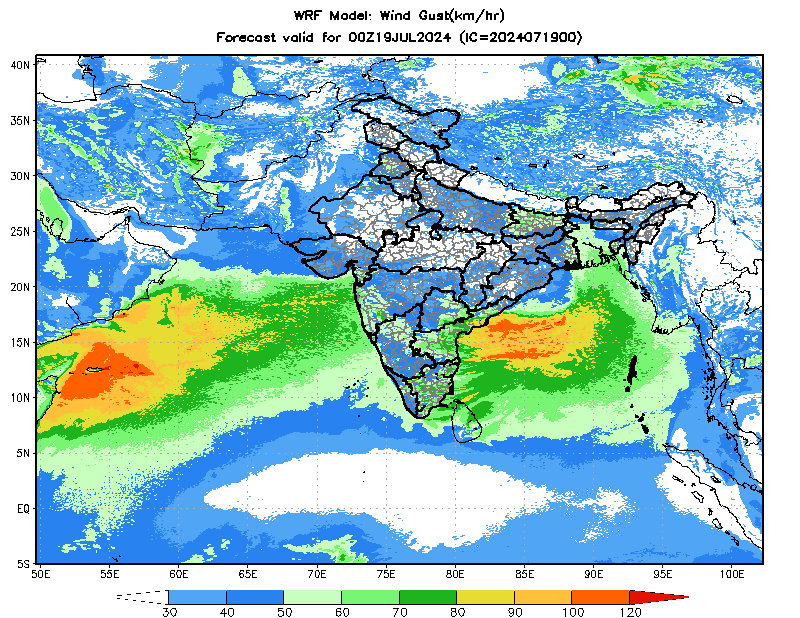 WRF Model: Wind Gust(km/hr)
Forecast valid for 00Z19JUL2024 (IC=2024071900)
40N
35N
30N
25N
20N
15N
10N
5N
EQ
5S
50E 55E 60E 65E 70E 75E 80E 85E 90E 95E 100E
30 40 50 60 70 80 90 100 120